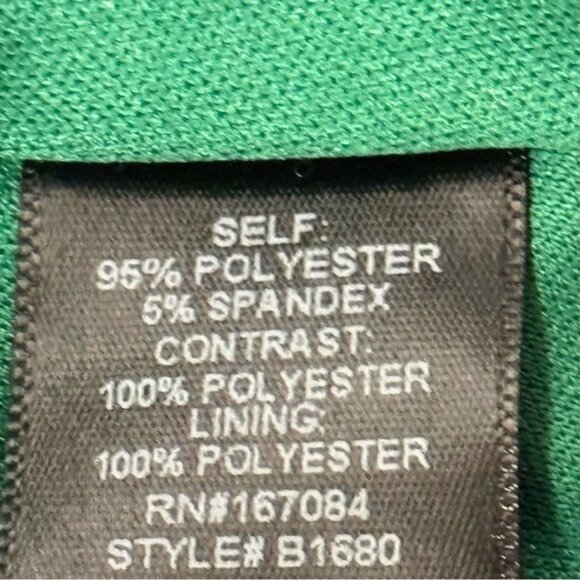 SELF:
95% POLYESTER
5% SPANDEX
CONTRAST:
100% POLYESTER
LINING:
100% POLYESTER
RN#167084
STYLE# B1680